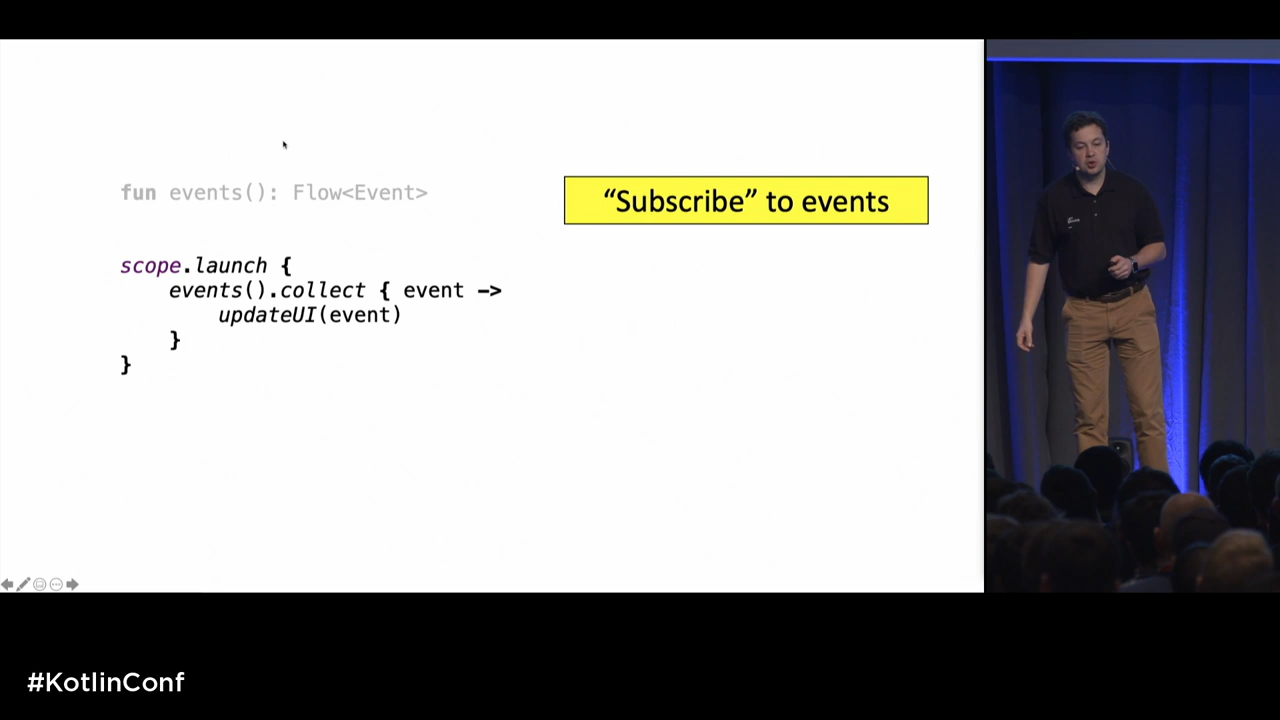 fun events(): Flow<Event>
“Subscribe” to events
scope.launch {
events().collect { event ->
updateUI(event)
}
}
#KotlinConf